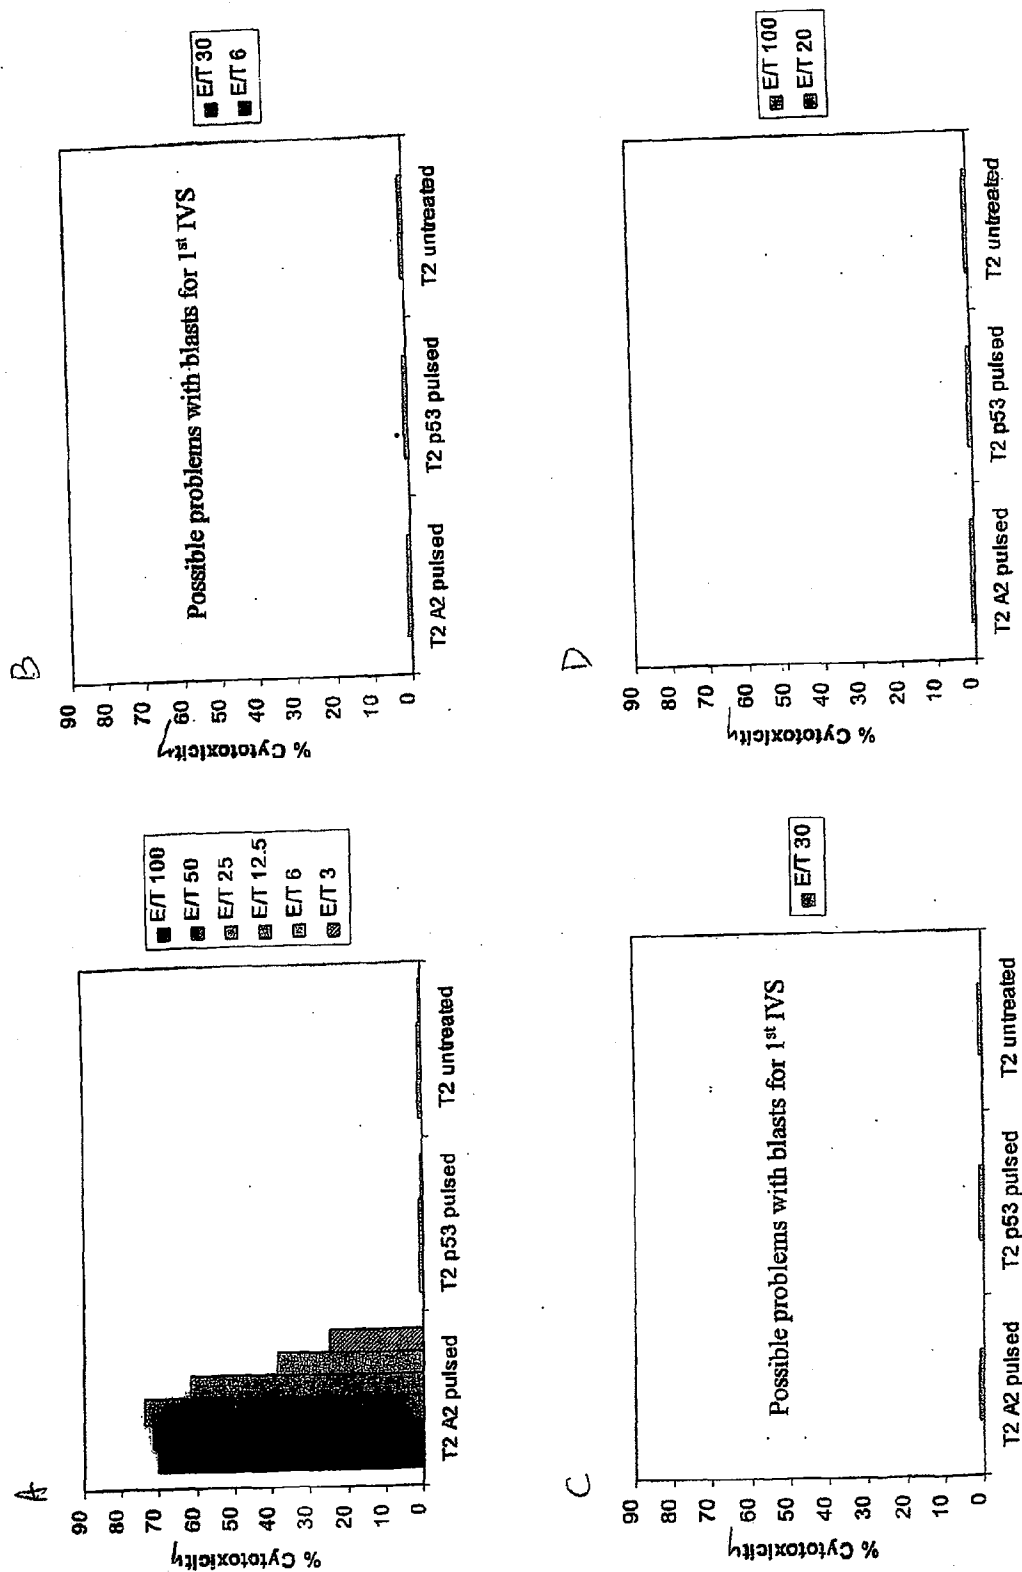 A
% Cytotoxicity
90
80
70
60
50
40
30
20
10
0
T2 A2 pulsed
T2 p53 pulsed
T2 untreated
E/T 100
E/T 50
E/T 25
E/T 12.5
E/T 6
E/T 3
B
% Cytotoxicity
90
80
70
60
50
40
30
20
10
0
Possible problems with blasts for 1st IVS
T2 A2 pulsed
T2 p53 pulsed
T2 untreated
E/T 30
E/T 6
C
% Cytotoxicity
90
80
70
60
50
40
30
20
10
0
Possible problems with blasts for 1st IVS
T2 A2 pulsed
T2 p53 pulsed
T2 untreated
E/T 30
D
% Cytotoxicity
90
80
70
60
50
40
30
20
10
0
T2 A2 pulsed
T2 p53 pulsed
T2 untreated
E/T 100
E/T 20